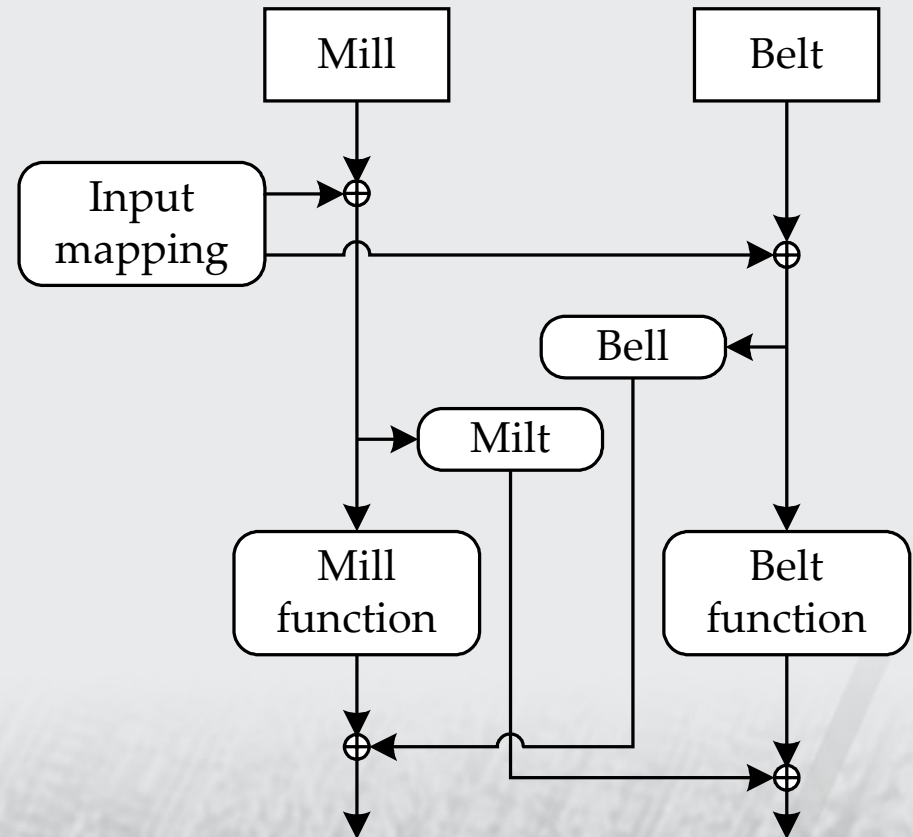 Mill
Belt
Input
mapping
Bell
Milt
Mill
function
Belt
function